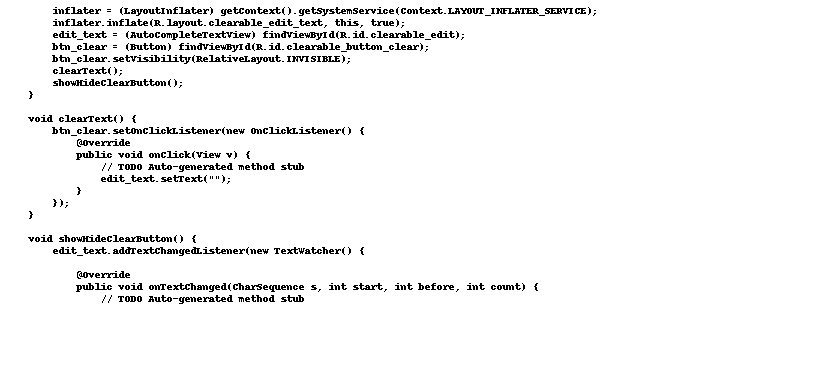 inflater = (LayoutInflater) getContext().getSystemService(Context.LAYOUT_INFLATER_SERVICE);
inflater.inflate(R.layout.clearable_edit_text, this, true);
edit_text = (AutoCompleteTextView) findViewById(R.id.clearable_edit);
btn_clear = (Button) findViewById(R.id.clearable_button_clear);
btn_clear.setVisibility(RelativeLayout.INVISIBLE);
clearText();
showHideClearButton();
}
void clearText() {
btn_clear.setOnClickListener(new OnClickListener() {
@Override
public void onClick(View v) {
// TODO Auto-generated method stub
edit_text.setText("");
}
});
}
void showHideClearButton() {
edit_text.addTextChangedListener(new TextWatcher() {
@Override
public void onTextChanged(CharSequence s, int start, int before, int count) {
// TODO Auto-generated method stub